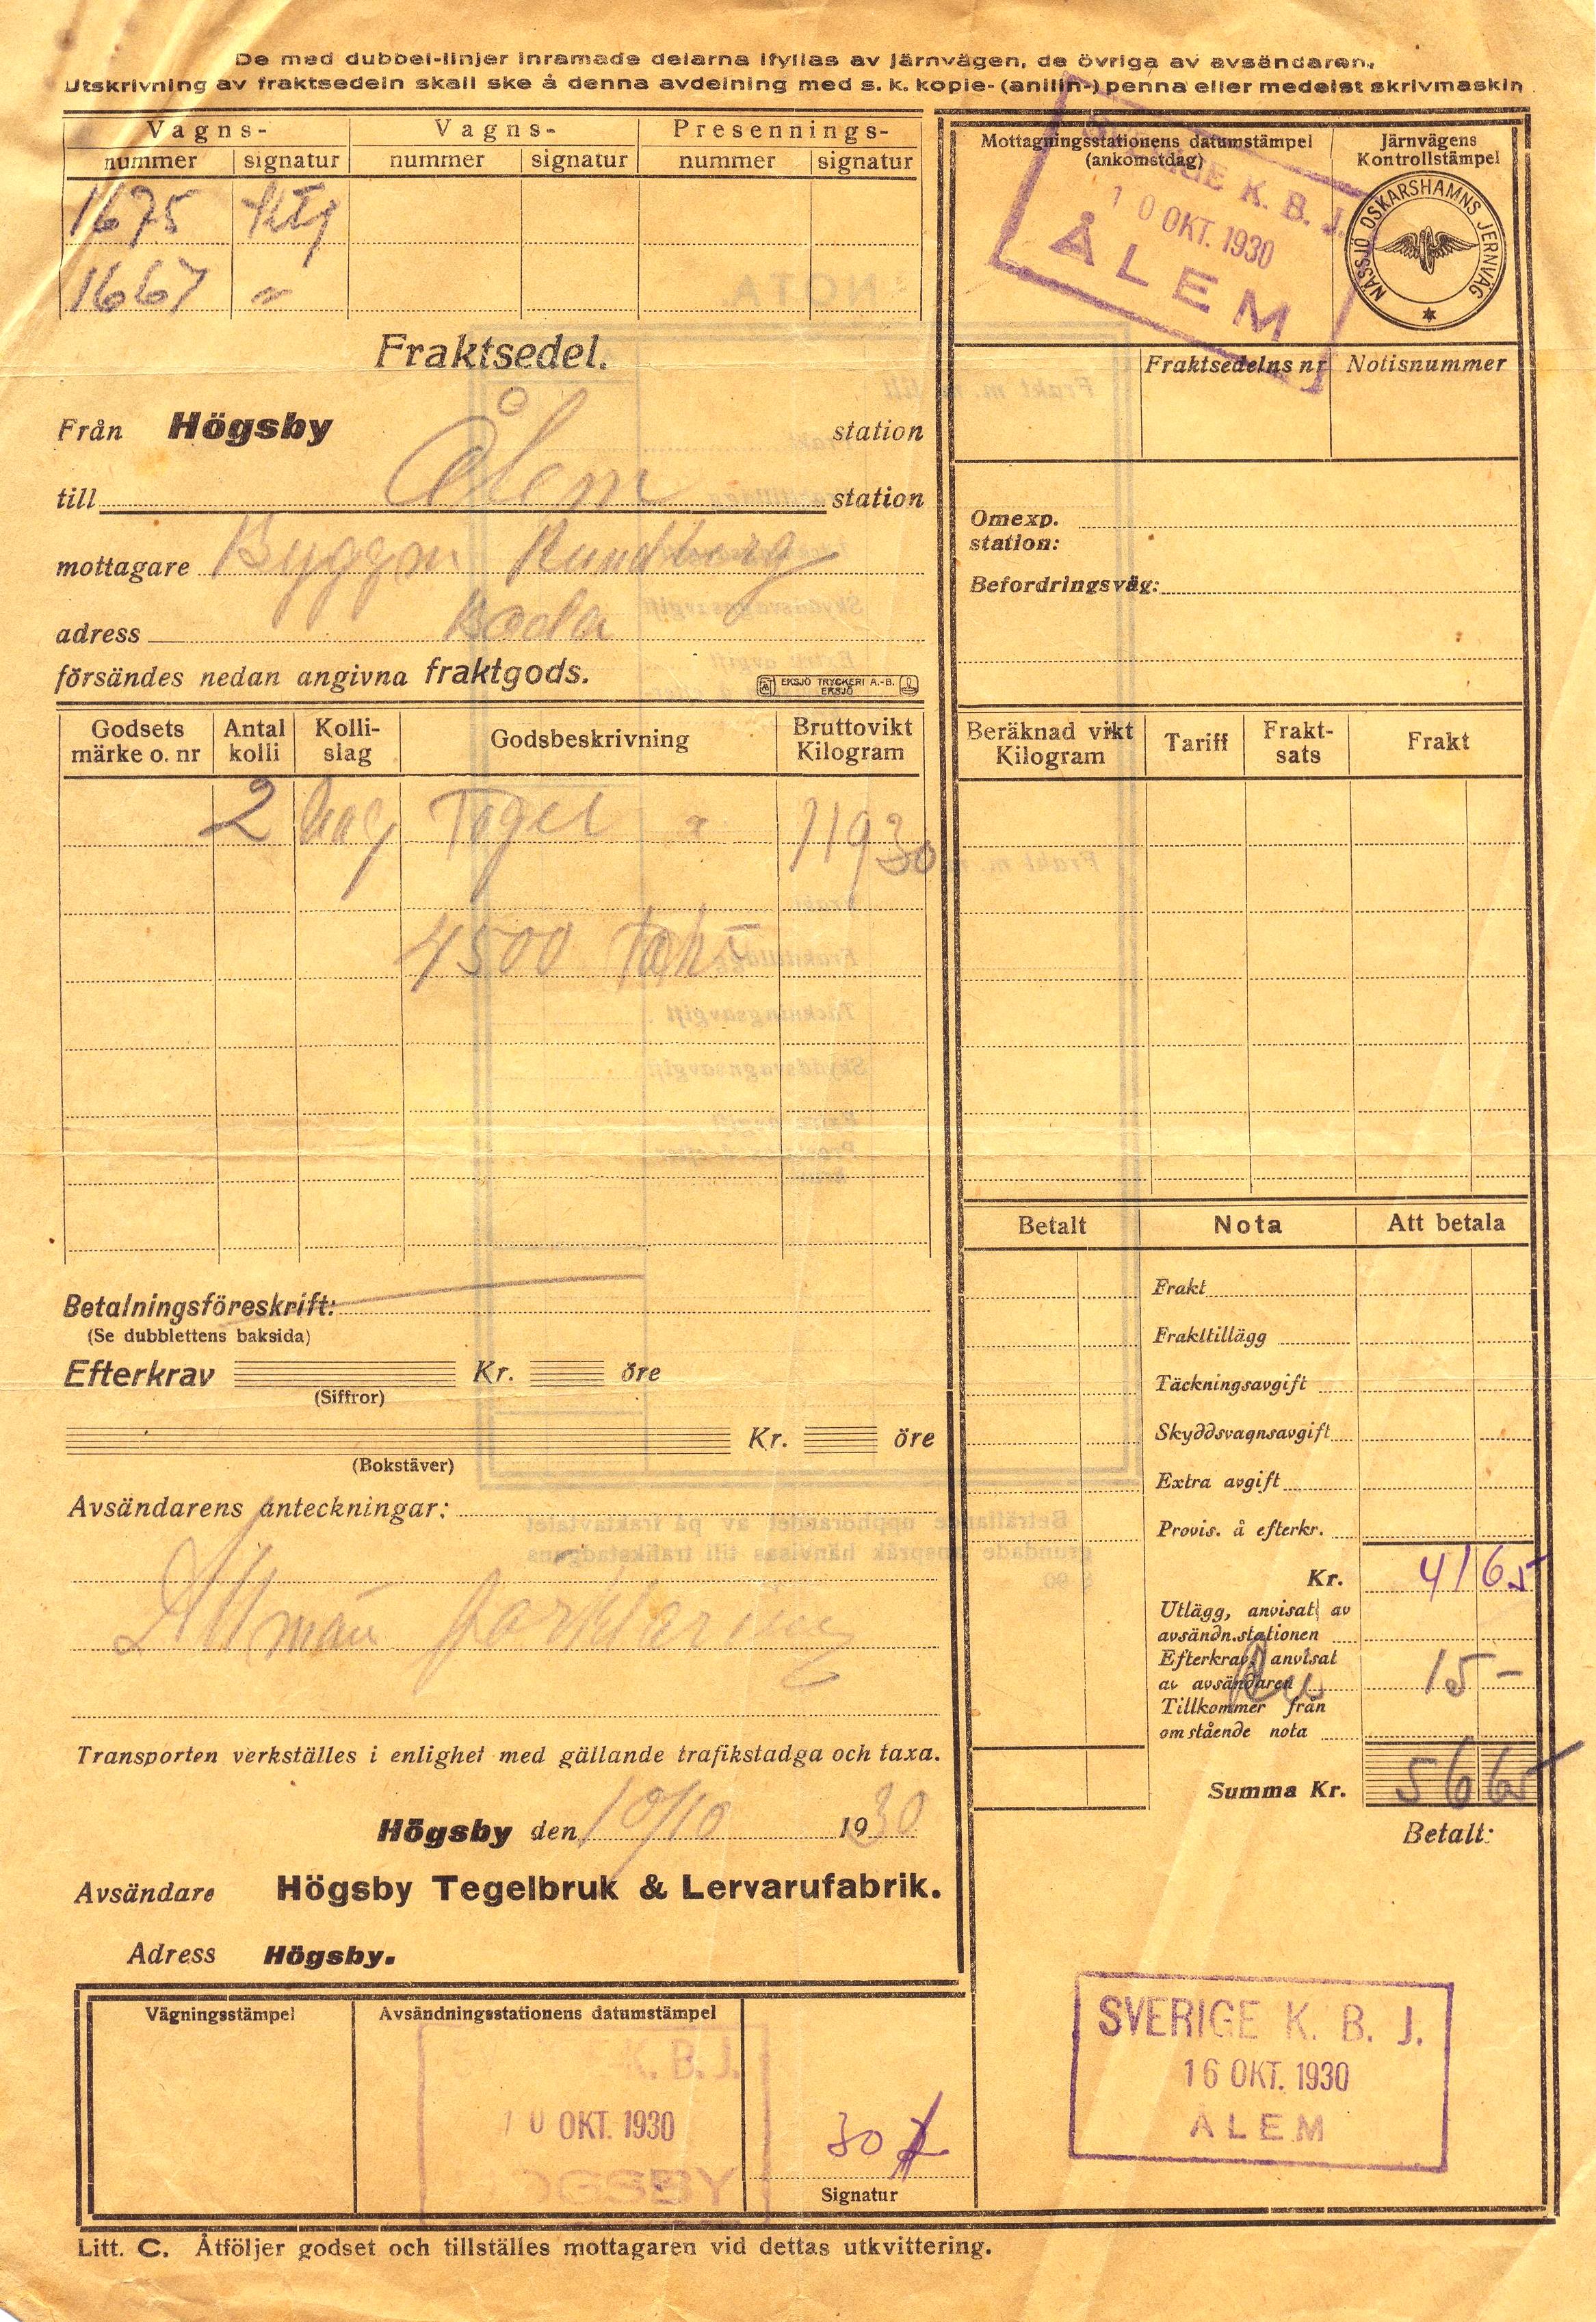 De med dubbel-linjer inramade delarna ifyllas av järnvägen, de övriga av avsändaren.
Utskrivning av fraktsedeln skall ske å denna avdelning med s. k. kopie- (anilin-) penna eller medelst skrivmaskin
Vagns- Vagns- Presennings-
nummer signatur nummer signatur nummer signatur
1675
1667 "
Fraktsedel.
Från Högsby station
till Ålem station
mottagare Byggm Rundberg
adress Boda
försändes nedan angivna fraktgods.
EKSJÖ TRYCKERI A.-B.
EKSJÖ
Godsets märke o. nr Antal kolli Kolli-slag Godsbeskrivning Bruttovikt Kilogram
2 Tegel 11930
4500 Takt
Betalningsföreskrift:
(Se dubblettens baksida)
Efterkrav Kr. öre
(Siffror)
Kr. öre
(Bokstäver)
Avsändarens anteckningar:
Transporten verkställes i enlighet med gällande trafikstadga och taxa.
Högsby den 10/10 1930
Avsändare Högsby Tegelbruk & Lervarufabrik.
Adress Högsby.
Vägningsstämpel Avsändningsstationens datumstämpel
K. B. J.
10 OKT. 1930
OGSBY
30
Signatur
Litt. C. Åtföljer godset och tillställes mottagaren vid dettas utkvittering.
Mottagningsstationens datumstämpel
(ankomstdag)
Järnvägens
Kontrollstämpel
K. B. J.
10 OKT. 1930
ÅLEM
NÄSSJÖ OSKARSHAMNS JERNVÄG
Fraktsedelns nr Notisnummer
Omexp.
station:
Befordringsväg:
Beräknad vikt Kilogram Tariff Frakt-sats Frakt
Betalt Nota Att betala
Frakt
Frakttillägg
Täckningsavgift
Skyddsvagnsavgift
Extra avgift
Provis. å efterkr.
Kr. 41 65
Utlägg, anvisat av
avsändn.stationen
Efterkrav, anvisat
av avsändaren 15 -
Tillkommer från
omstående nota
Summa Kr. 56 65
Betalt:
SVERIGE K. B. J.
16 OKT. 1930
ÅLEM